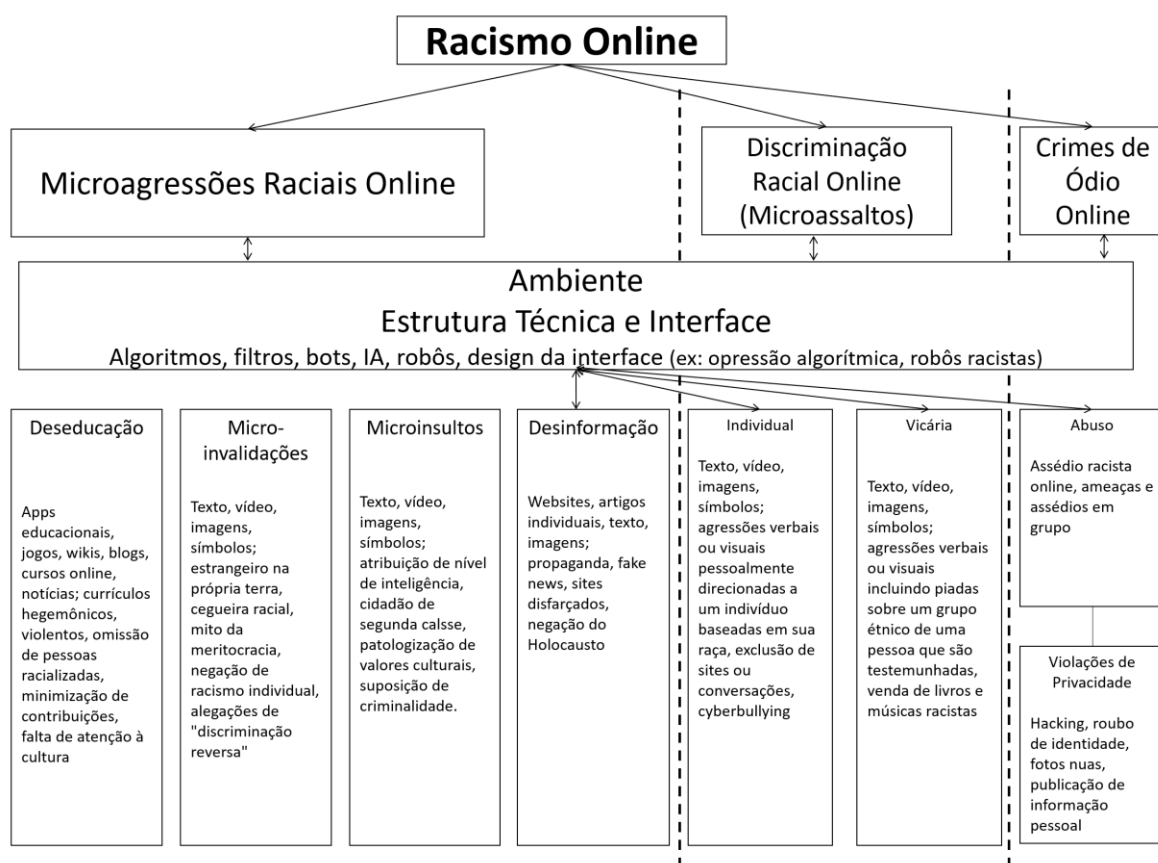 Racismo Online
Microagressões Raciais Online
Discriminação
Racial Online
(Microassaltos)
Crimes de
Ódio
Online
Ambiente
Estrutura Técnica e Interface
Algoritmos, filtros, bots, IA, robôs, design da interface (ex: opressão algorítmica, robôs racistas)
Deseducação
Apps
educacionais,
jogos, wikis, blogs,
cursos online,
notícias; currículos
hegemônicos,
violentos, omissão
de pessoas
racializadas,
minimização de
contribuições,
falta de atenção à
cultura
Micro-
invalidações
Texto, vídeo,
imagens,
símbolos;
estrangeiro na
própria terra,
cegueira racial,
mito da
meritocracia,
negação de
racismo individual,
alegações de
"discriminação
reversa"
Microinsultos
Texto, vídeo,
imagens,
símbolos;
atribuição de nível
de inteligência,
cidadão de
segunda calsse,
patologização de
valores culturais,
suposição de
criminalidade.
Desinformação
Websites, artigos
individuais, texto,
imagens;
propaganda, fake
news, sites
disfarçados,
negação do
Holocausto
Individual
Texto, vídeo,
imagens,
símbolos;
agressões verbais
ou visuais
pessoalmente
direcionadas a
um indivíduo
baseadas em sua
raça, exclusão de
sites ou
conversações,
cyberbullying
Vicária
Texto, vídeo,
imagens,
símbolos;
agressões verbais
ou visuais
incluindo piadas
sobre um grupo
étnico de uma
pessoa que são
testemunhadas,
venda de livros e
músicas racistas
Abuso
Assédio racista
online, ameaças e
assédios em
grupo
Violações de
Privacidade
Hacking, roubo
de identidade,
fotos nuas,
publicação de
informação
pessoal